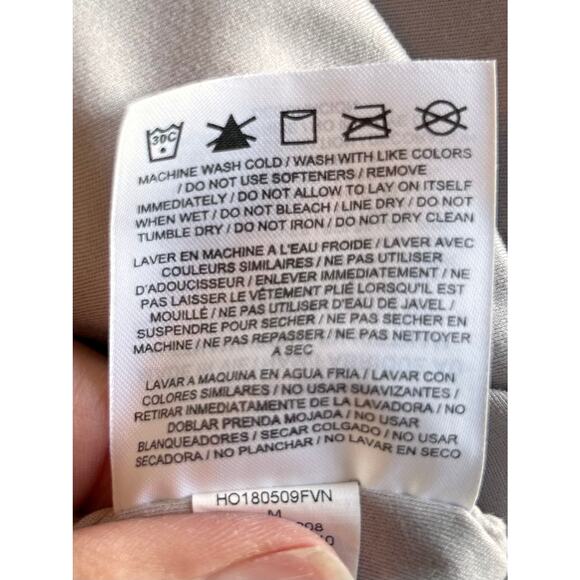 30C
MACHINE WASH COLD / WASH WITH LIKE COLORS
/ DO NOT USE SOFTENERS / REMOVE
IMMEDIATELY / DO NOT ALLOW TO LAY ON ITSELF
WHEN WET / DO NOT BLEACH / LINE DRY / DO NOT
TUMBLE DRY / DO NOT IRON / DO NOT DRY CLEAN
LAVER EN MACHINE A L'EAU FROIDE / LAVER AVEC
COULEURS SIMILAIRES / NE PAS UTILISER
D'ADOUCISSEUR / ENLEVER IMMEDIATEMENT / NE
PAS LAISSER LE VÊTEMENT PLIÉ LORSQU'IL EST
MOUILLÉ / NE PAS UTILISER D'EAU DE JAVEL /
SUSPENDRE POUR SECHER / NE PAS SECHER EN
MACHINE / NE PAS REPASSER / NE PAS NETTOYER
A SEC
LAVAR A MAQUINA EN AGUA FRIA / LAVAR CON
COLORES SIMILARES / NO USAR SUAVIZANTES /
RETIRAR INMEDIATAMENTE DE LA LAVADORA / NO
DOBLAR PRENDA MOJADA / NO USAR
BLANQUEADORES / SECAR COLGADO / NO USAR
SECADORA / NO PLANCHAR / NO LAVAR EN SECO
HO180509FVN
M